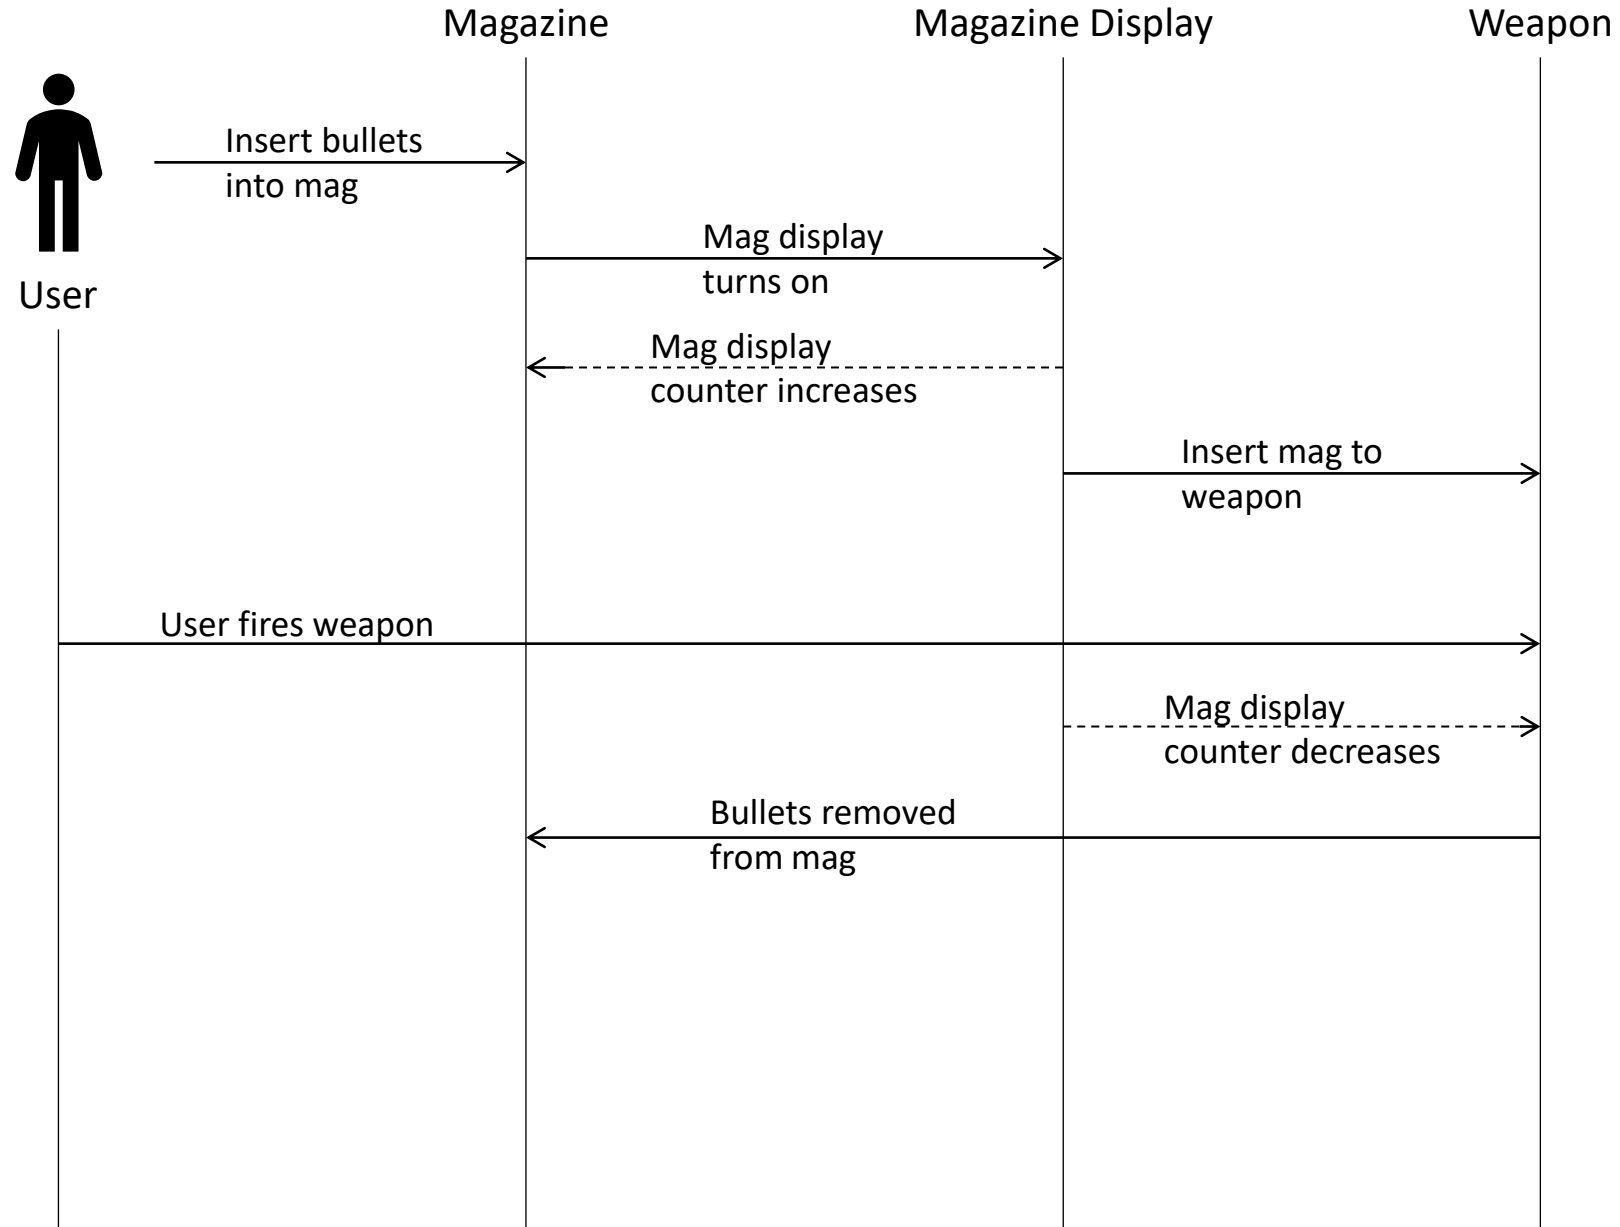 Magazine
Magazine Display
Weapon
Insert bullets
into mag
Mag display
turns on
User
Mag display
counter increases
Insert mag to
weapon
User fires weapon
Mag display
counter decreases
Bullets removed
from mag